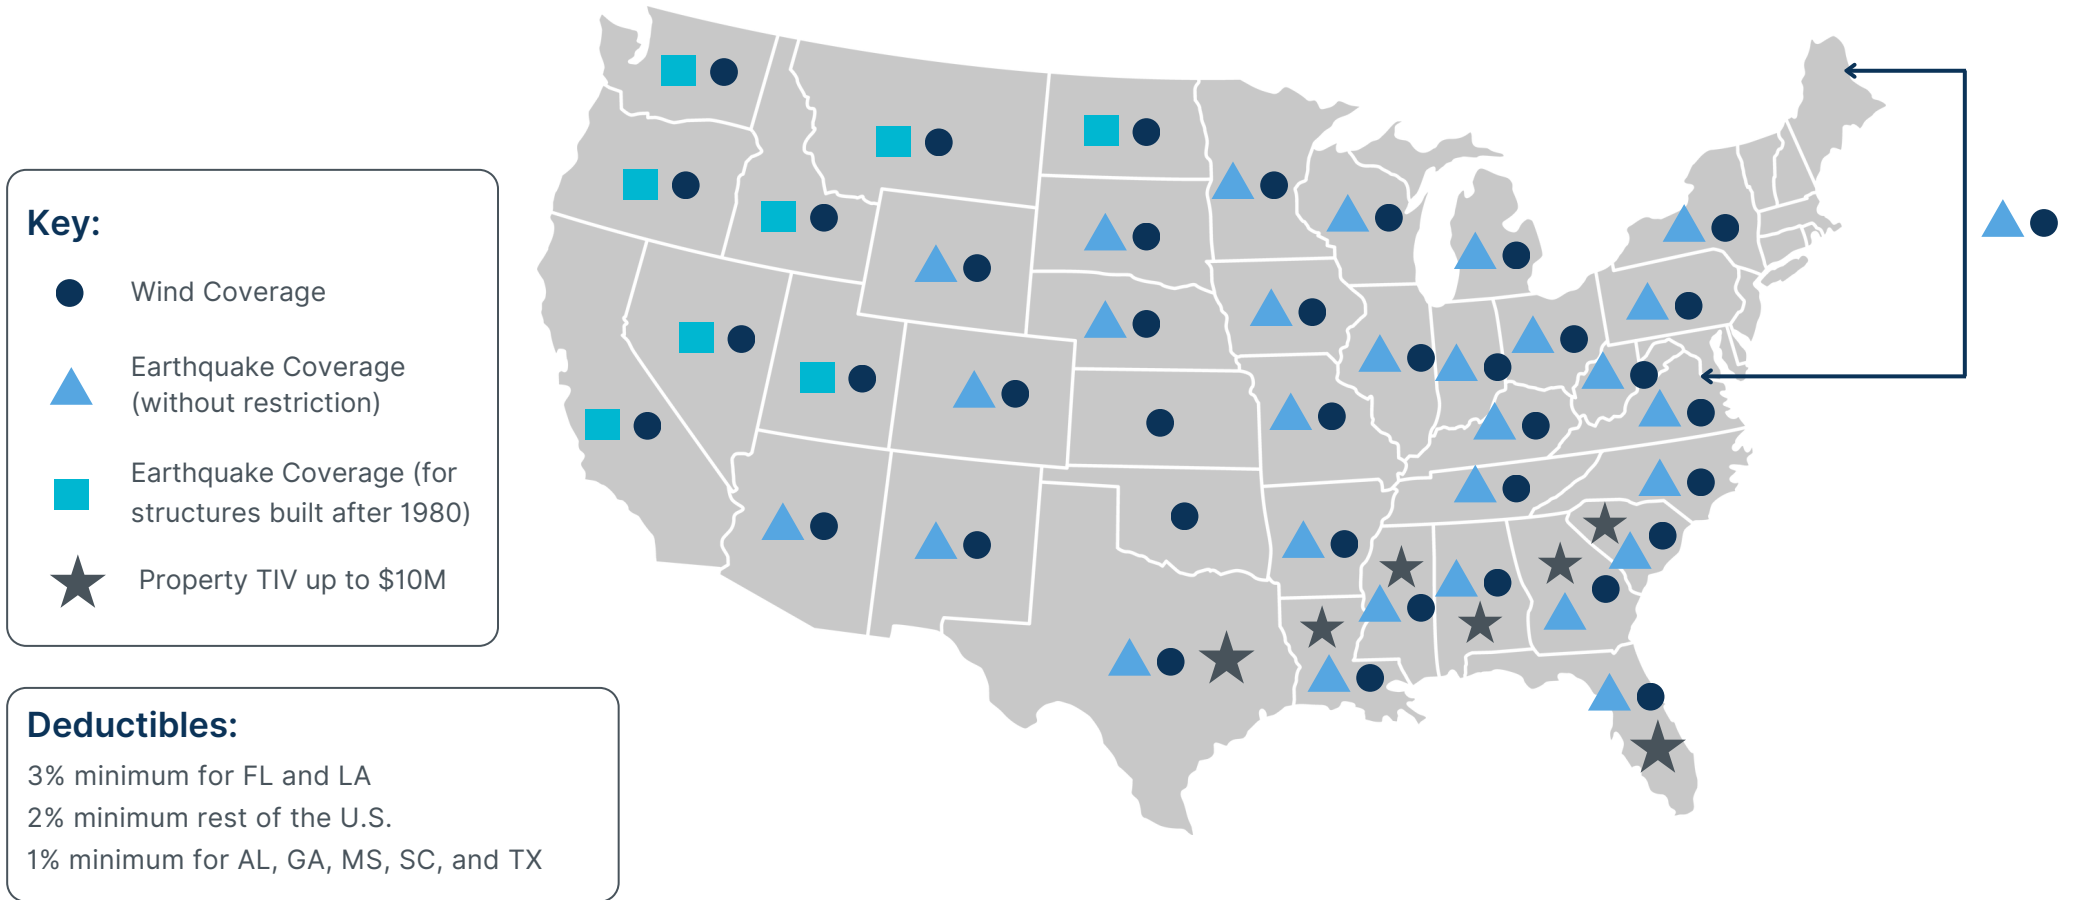 Key:
Wind Coverage
Earthquake Coverage
(without restriction)
Earthquake Coverage (for
structures built after 1980)
Property TIV up to $10M
Deductibles:
3% minimum for FL and LA
2% minimum rest of the U.S.
1% minimum for AL, GA, MS, SC, and TX